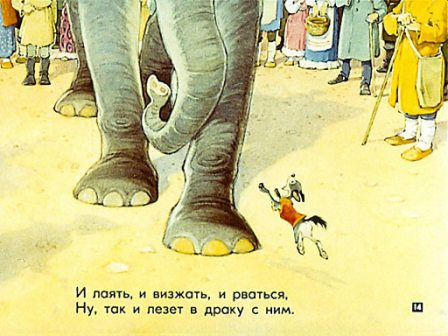 И лаять, и визжать, и рваться,
Ну, так и лезет в драку с ним.
14